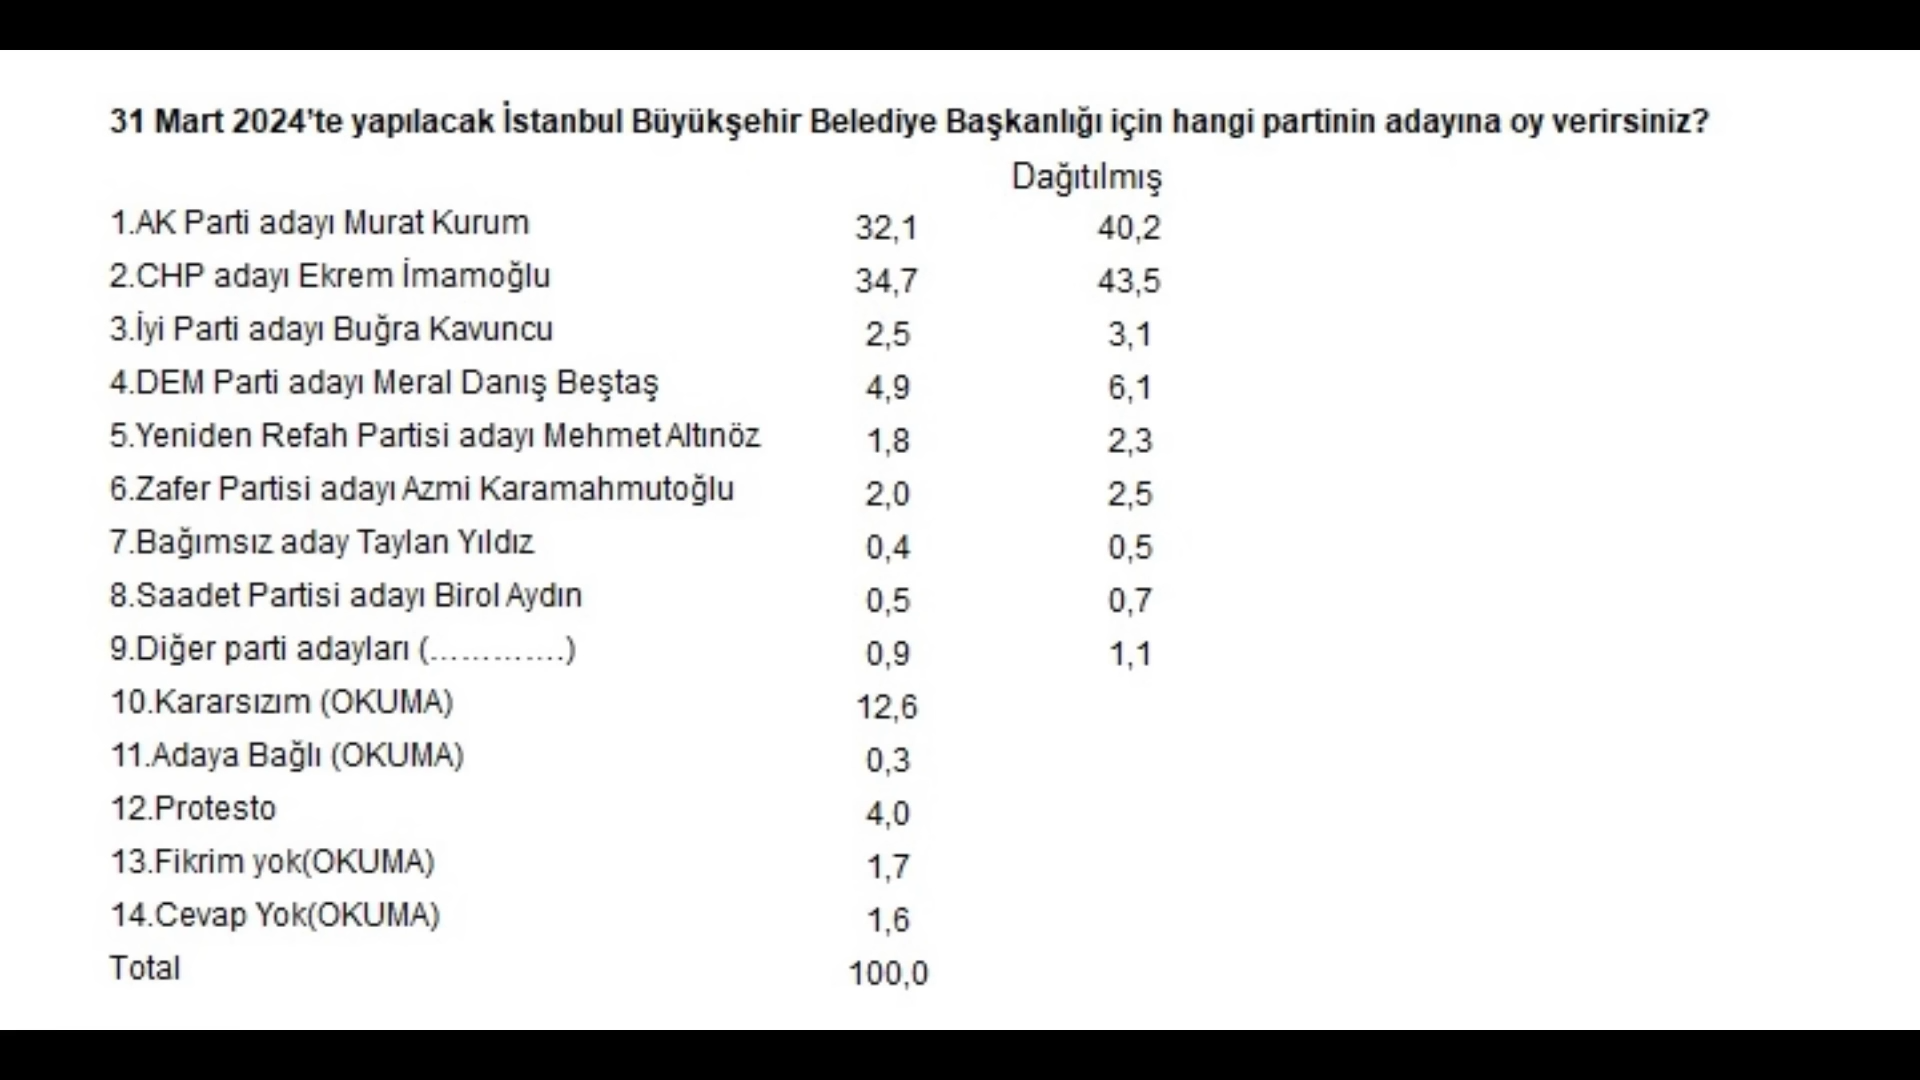 31 Mart 2024'te yapılacak İstanbul Büyükşehir Belediye Başkanlığı için hangi partinin adayına oy verirsiniz?
Dağıtılmış
1.AK Parti adayı Murat Kurum 32,1 40,2
2.CHP adayı Ekrem İmamoğlu 34,7 43,5
3.İyi Parti adayı Buğra Kavuncu 2,5 3,1
4.DEM Parti adayı Meral Danış Beştaş 4,9 6,1
5.Yeniden Refah Partisi adayı Mehmet Altınöz 1,8 2,3
6.Zafer Partisi adayı Azmi Karamahmutoğlu 2,0 2,5
7.Bağımsız aday Taylan Yıldız 0,4 0,5
8.Saadet Partisi adayı Birol Aydın 0,5 0,7
9.Diğer parti adayları (.............) 0,9 1,1
10.Kararsızım (OKUMA) 12,6
11.Adaya Bağlı (OKUMA) 0,3
12.Protesto 4,0
13.Fikrim yok(OKUMA) 1,7
14.Cevap Yok(OKUMA) 1,6
Total 100,0